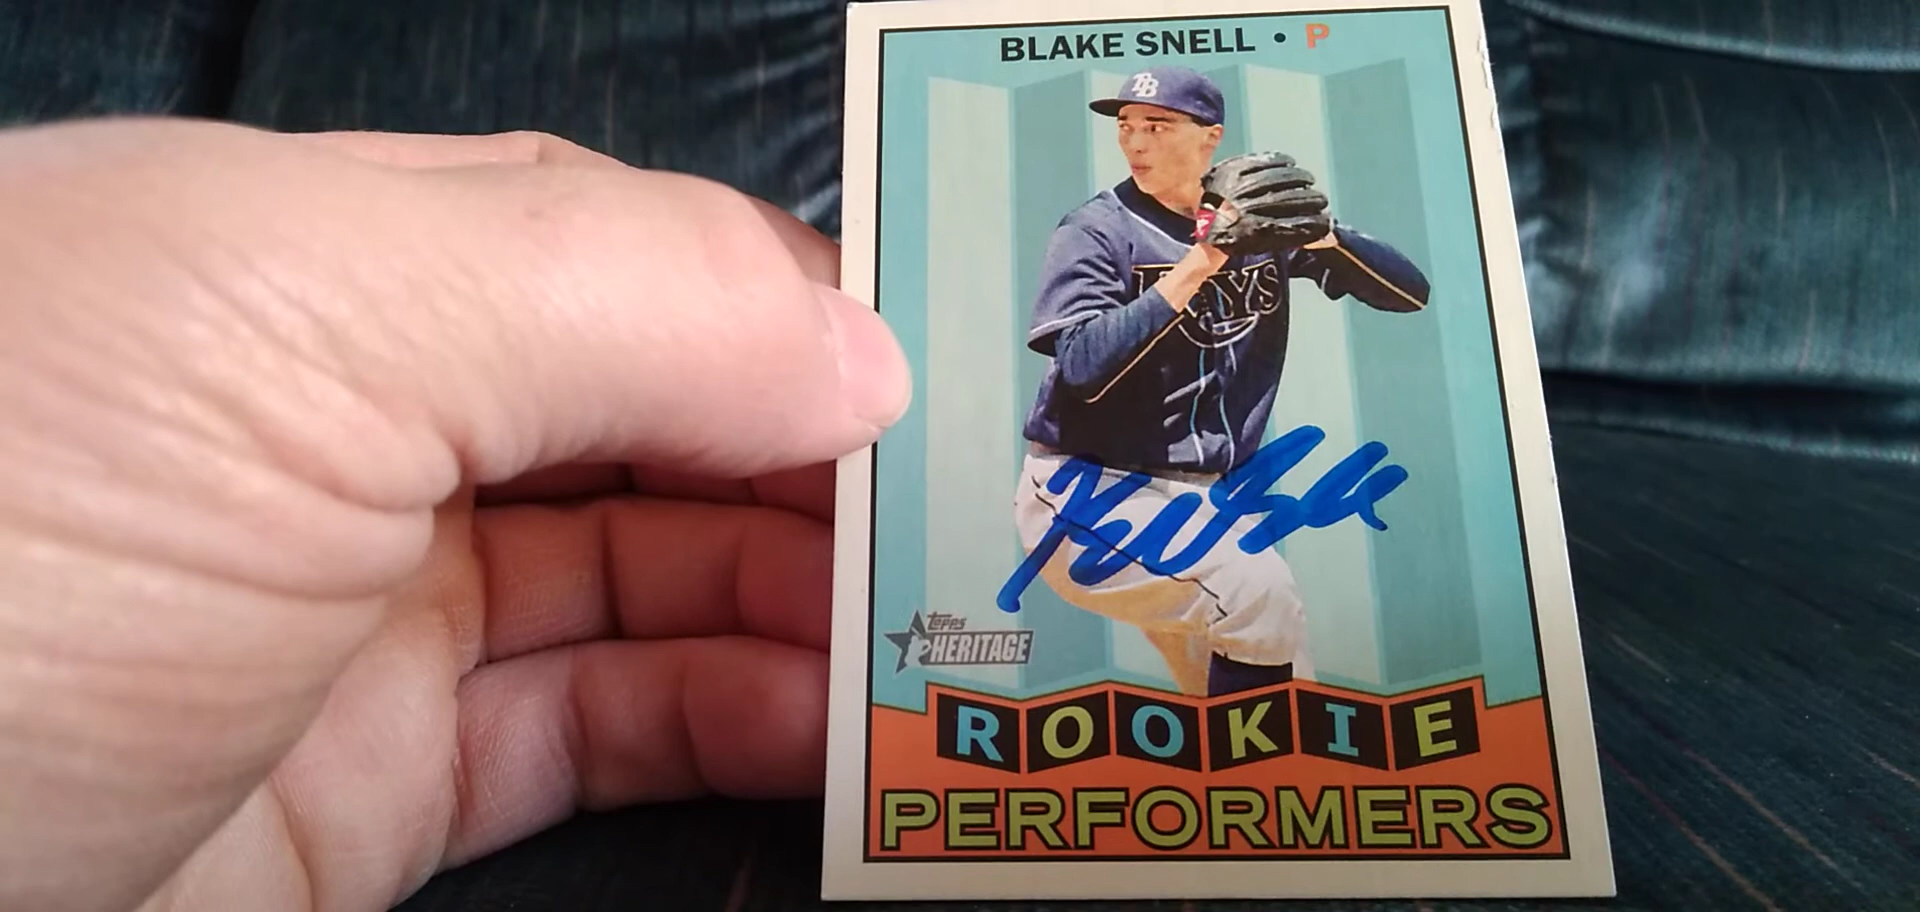 BLAKE SNELL • P
TB
RAYS
Topps
HERITAGE
ROOKIE
PERFORMERS